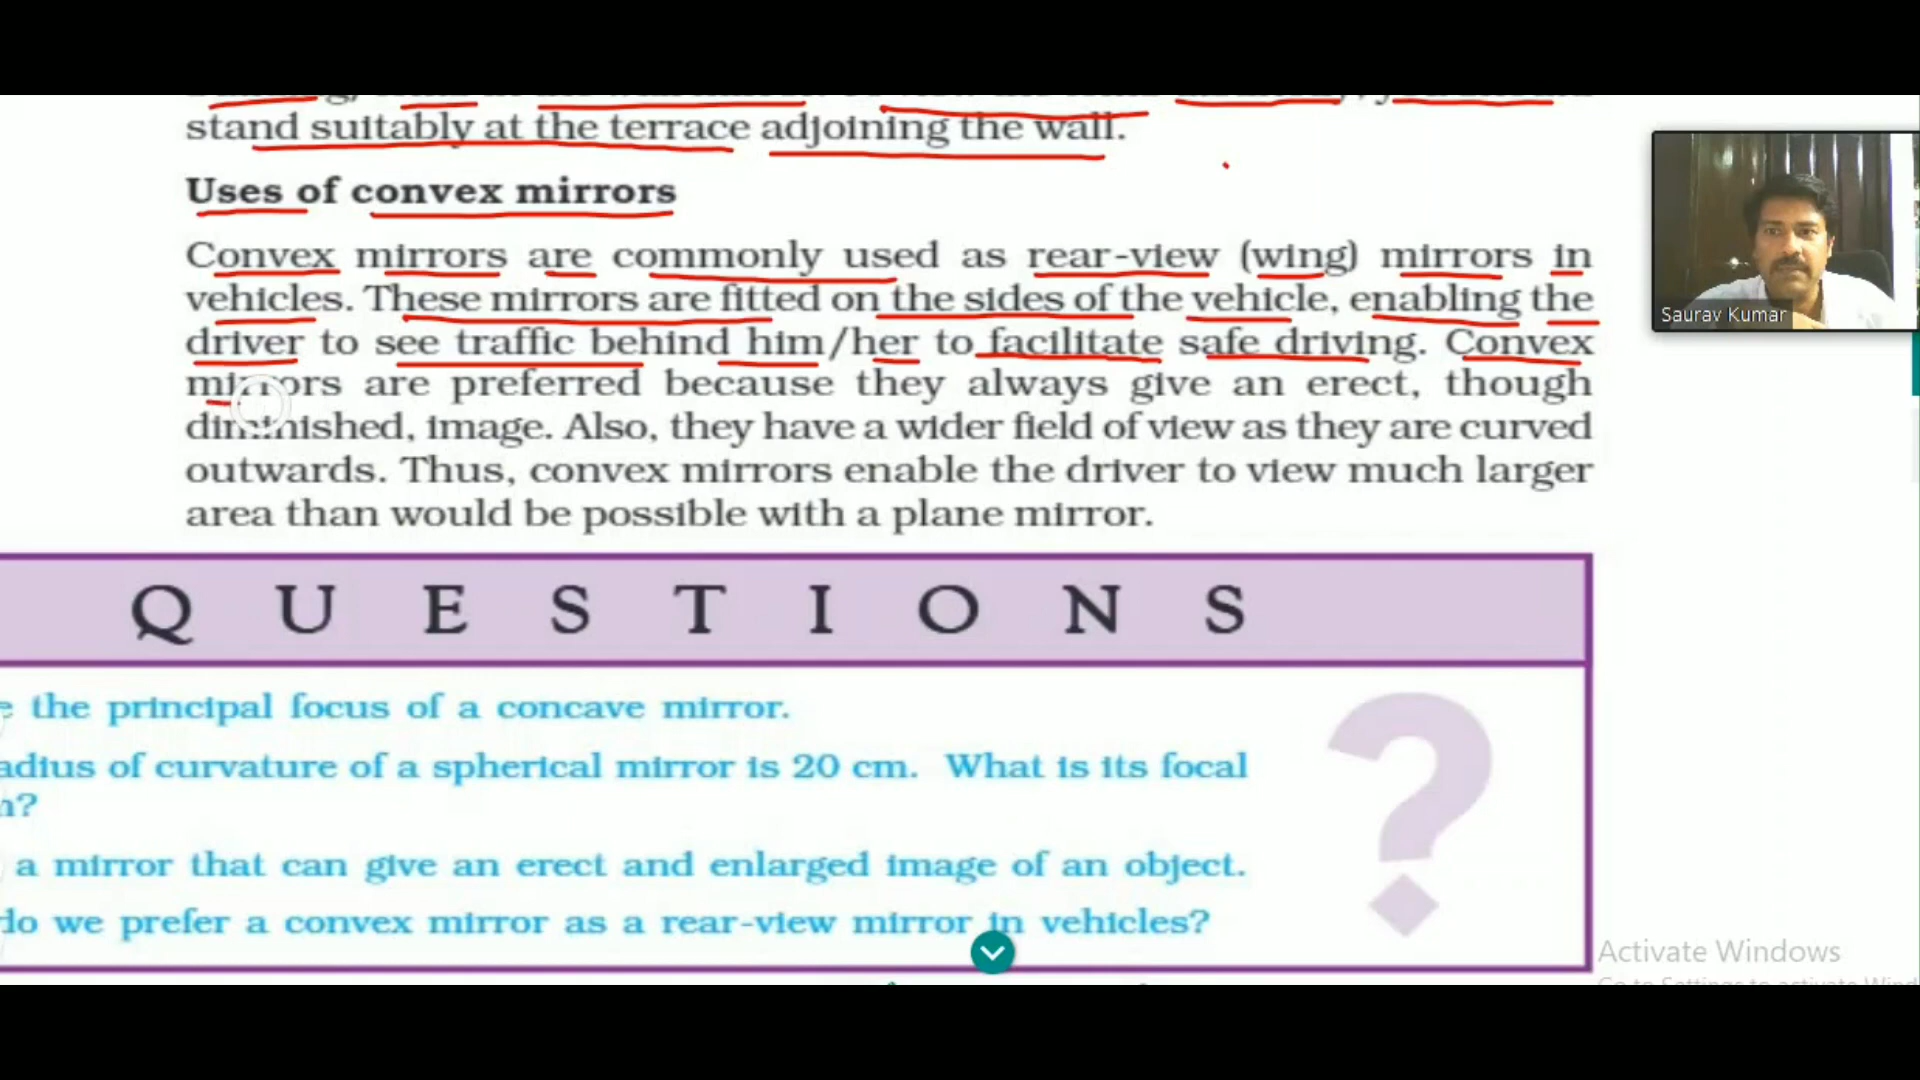 stand suitably at the terrace adjoining the wall.
Uses of convex mirrors
Convex mirrors are commonly used as rear-view (wing) mirrors in
vehicles. These mirrors are fitted on the sides of the vehicle, enabling the
driver to see traffic behind him/her to facilitate safe driving. Convex
mirrors are preferred because they always give an erect, though
diminished, image. Also, they have a wider field of view as they are curved
outwards. Thus, convex mirrors enable the driver to view much larger
area than would be possible with a plane mirror.
QUESTIONS
the principal focus of a concave mirror.
adius of curvature of a spherical mirror is 20 cm. What is its focal
?
a mirror that can give an erect and enlarged image of an object.
do we prefer a convex mirror as a rear-view mirror in vehicles?
Saurav Kumar
Activate Windows